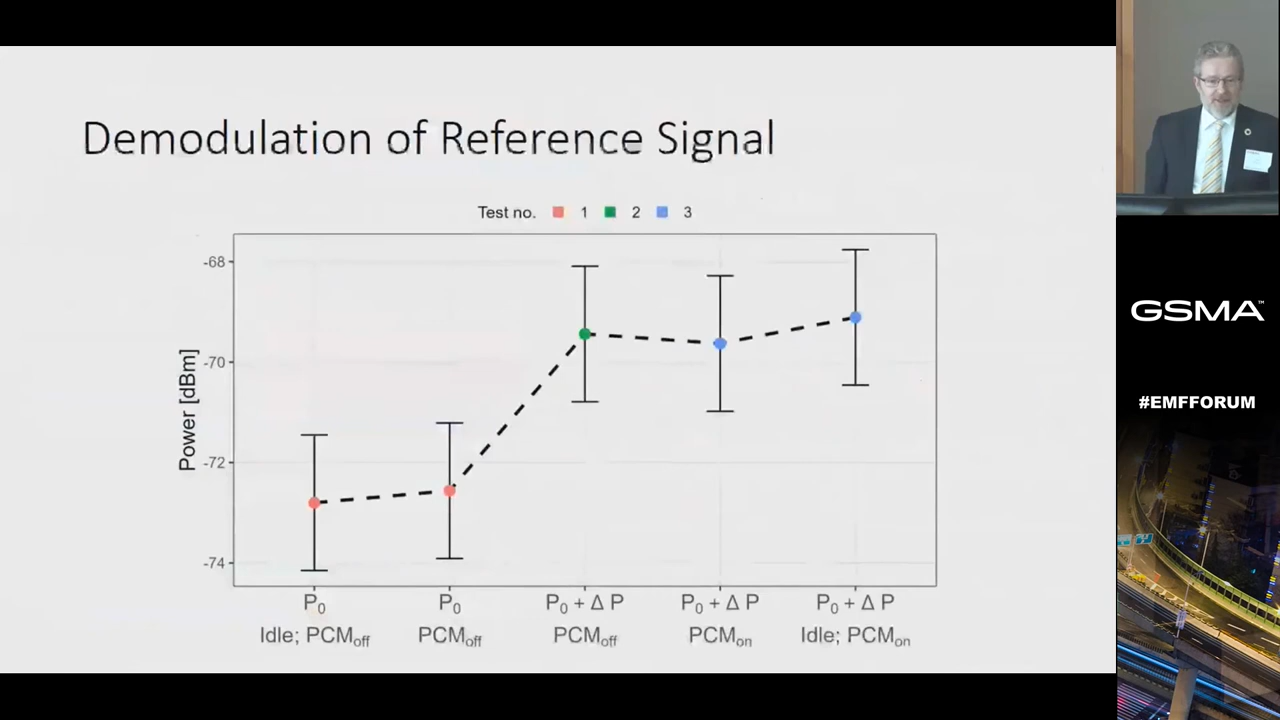 Demodulation of Reference Signal
Test no. 1 2 3
Power [dBm]
-68
-70
-72
-74
P₀ P₀ P₀ + Δ P P₀ + Δ P P₀ + Δ P
Idle; PCMoff PCMoff PCMoff PCMon Idle; PCMon
GSMA™
#EMFFORUM